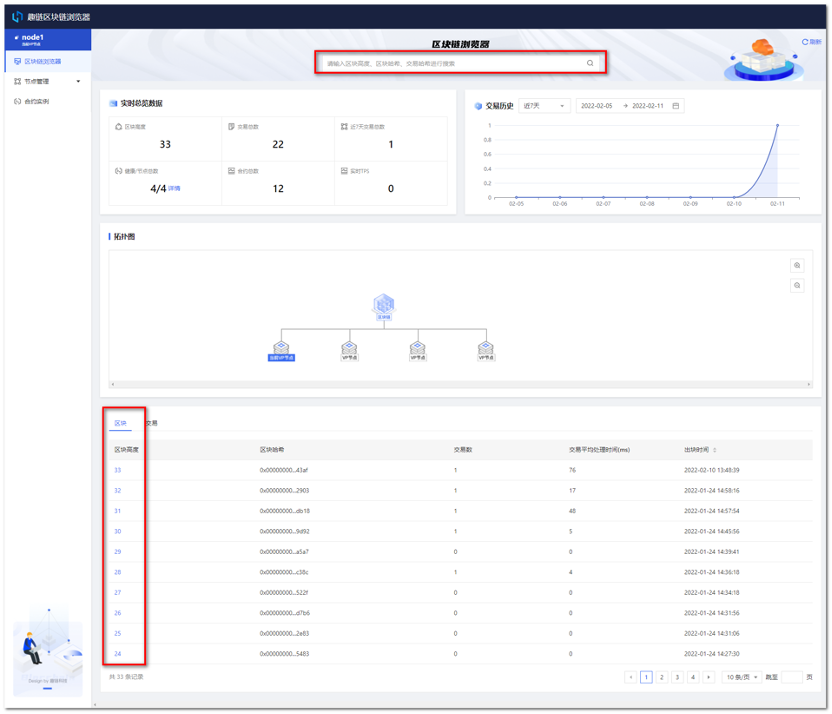 趣链区块链浏览器
node1
当前VP节点
区块链浏览器
节点管理
合约实例
区块链浏览器
刷新
请输入区块高度、区块哈希、交易哈希进行搜索
实时总览数据
区块高度 交易总数 近7天交易总数
33 22 1
健康/节点总数 合约总数 实时TPS
4/4 详情 12 0
交易历史 近7天 2022-02-05 → 2022-02-11
1
0.8
0.6
0.4
0.2
0
02-05 02-06 02-07 02-08 02-09 02-10 02-11
拓扑图
区块链
当前VP节点 VP节点 VP节点 VP节点
区块 交易
区块高度 区块哈希 交易数 交易平均处理时间(ms) 出块时间
33 0x00000000...43af 1 76 2022-02-10 13:48:39
32 0x00000000...2903 1 17 2022-01-24 14:58:16
31 0x00000000...db18 1 48 2022-01-24 14:57:54
30 0x00000000...9d92 1 5 2022-01-24 14:45:56
29 0x00000000...a5a7 0 0 2022-01-24 14:39:41
28 0x00000000...c38c 1 4 2022-01-24 14:36:18
27 0x00000000...522f 0 0 2022-01-24 14:34:18
26 0x00000000...d7b6 0 0 2022-01-24 14:31:56
25 0x00000000...2e83 0 0 2022-01-24 14:31:06
24 0x00000000...5483 0 0 2022-01-24 14:27:30
共 33 条记录 1 2 3 4 10 条/页 跳至 页
Design by 趣链科技